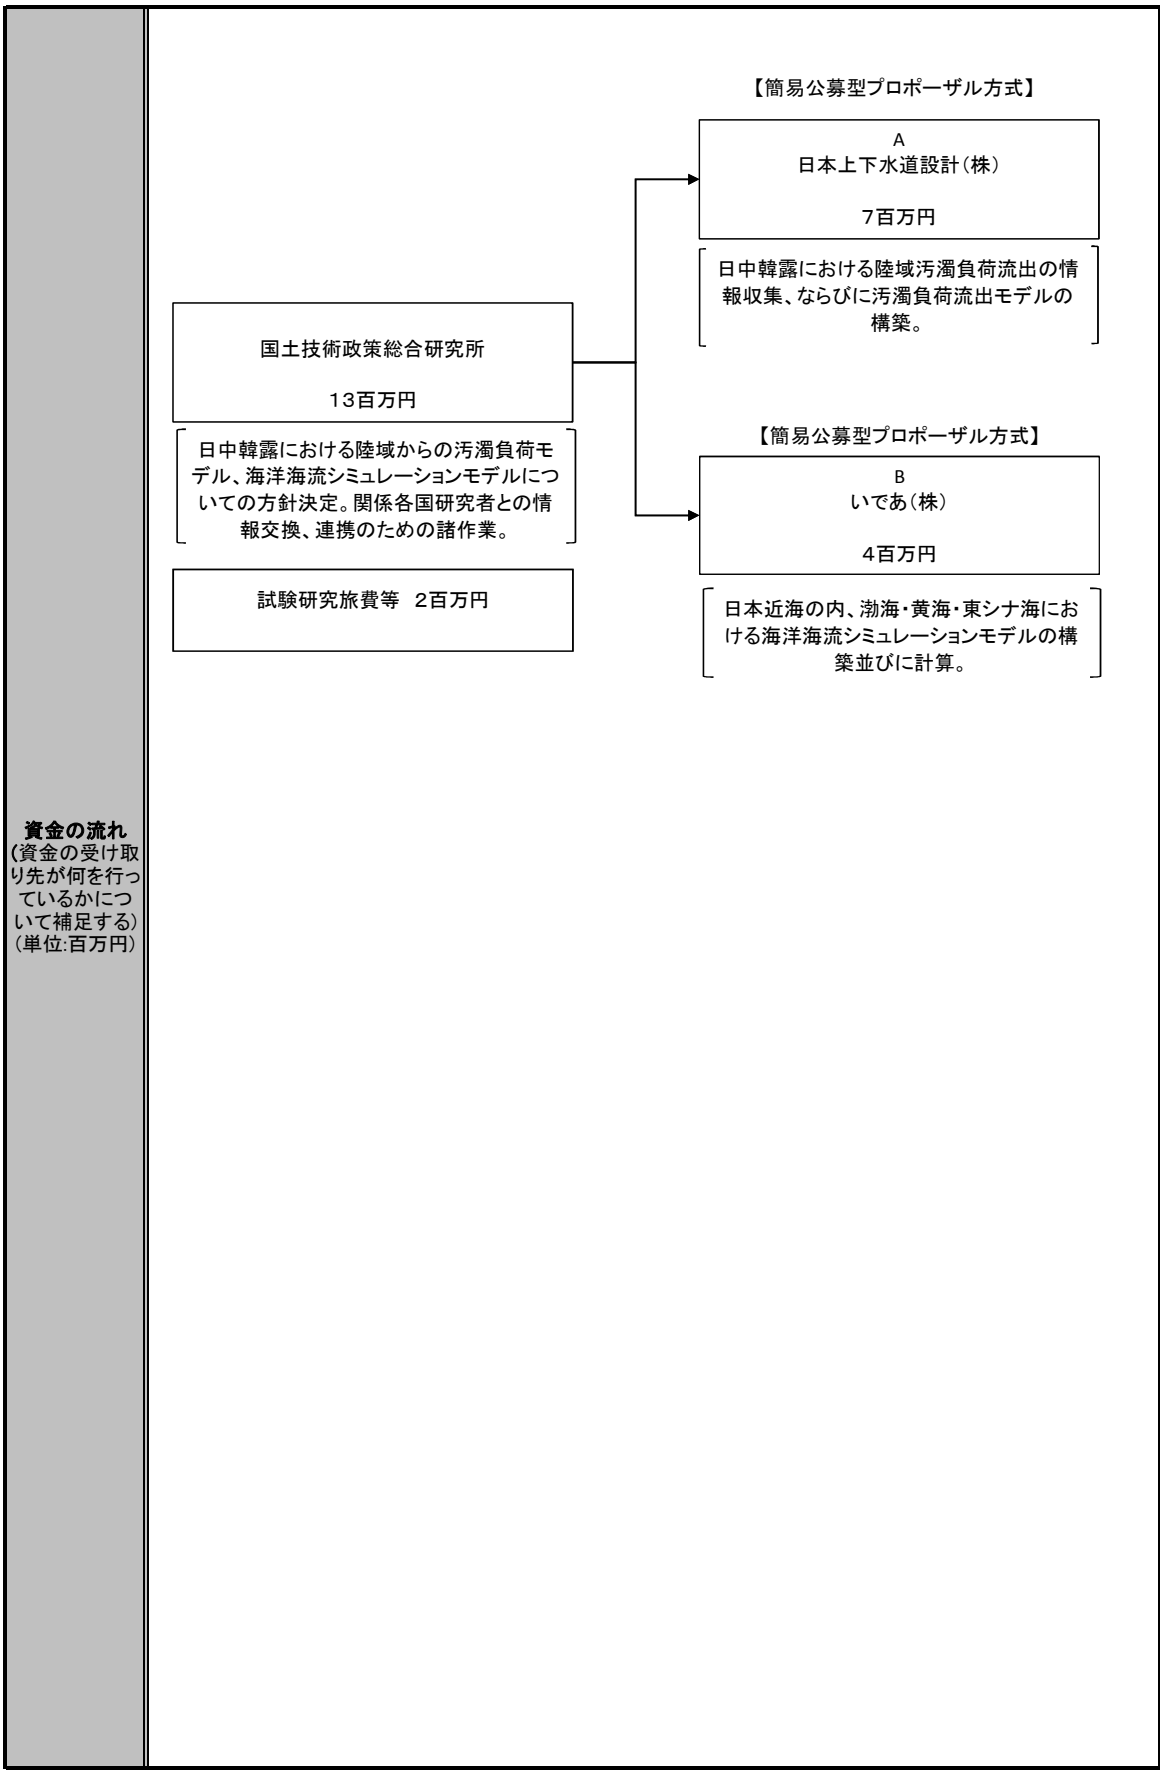 資金の流れ
(資金の受け取
り先が何を行っ
ているかにつ
いて補足する)
(単位:百万円)
国土技術政策総合研究所
13百万円
日中韓露における陸域からの汚濁負荷モ
デル、海洋海流シミュレーションモデルにつ
いての方針決定。関係各国研究者との情
報交換、連携のための諸作業。
試験研究旅費等 2百万円
【簡易公募型プロポーザル方式】
A
日本上下水道設計(株)
7百万円
日中韓露における陸域汚濁負荷流出の情
報収集、ならびに汚濁負荷流出モデルの
構築。
【簡易公募型プロポーザル方式】
B
いであ(株)
4百万円
日本近海の内、渤海・黄海・東シナ海にお
ける海洋海流シミュレーションモデルの構
築並びに計算。